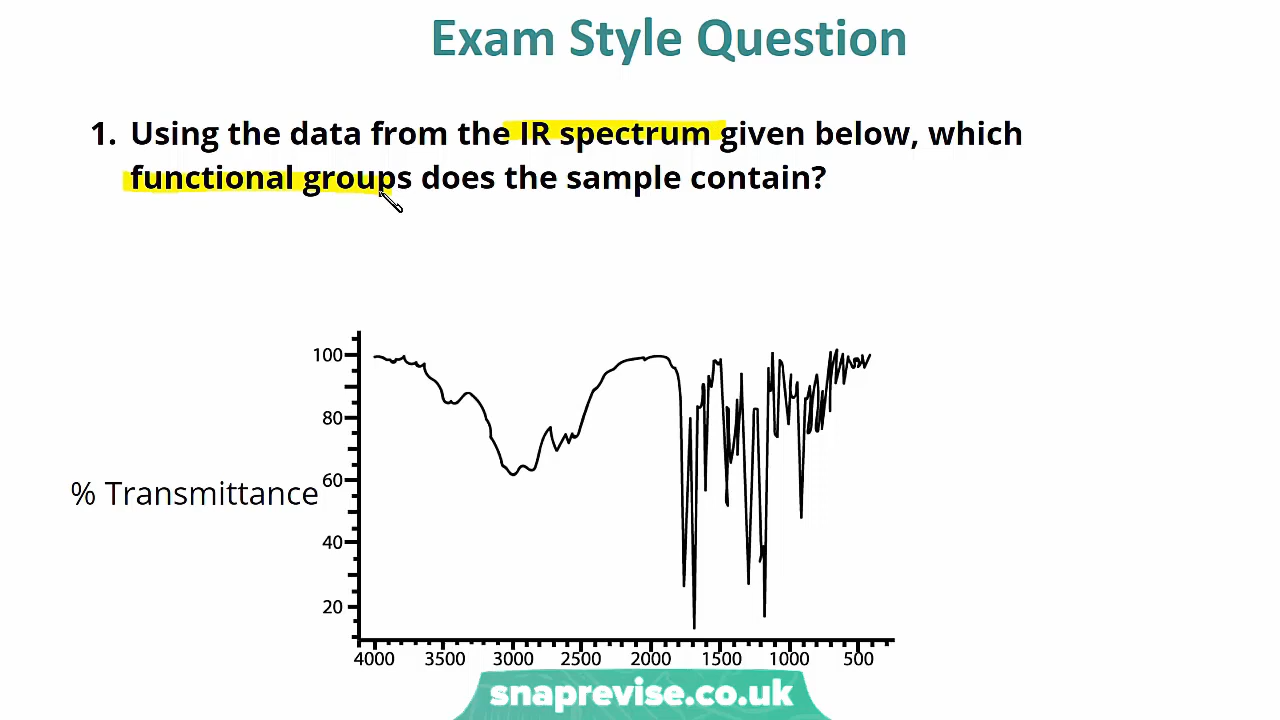 Exam Style Question
1. Using the data from the IR spectrum given below, which
functional groups does the sample contain?
100
80
% Transmittance
60
40
20
4000 3500 3000 2500 2000 1500 1000 500
snaprevise.co.uk